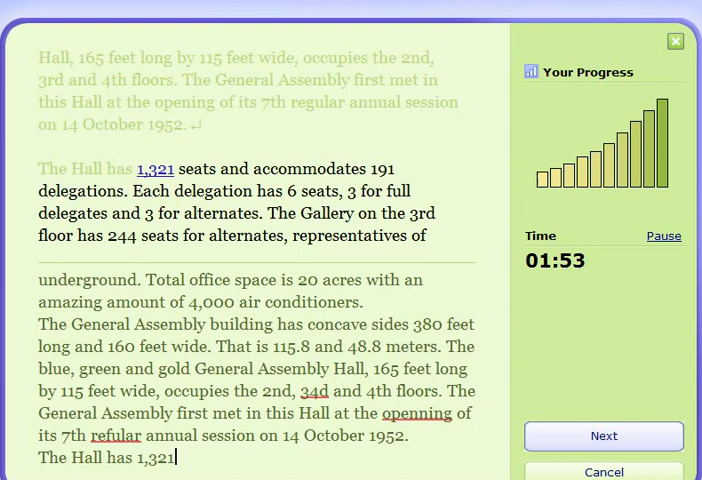 Hall, 165 feet long by 115 feet wide, occupies the 2nd,
3rd and 4th floors. The General Assembly first met in
this Hall at the opening of its 7th regular annual session
on 14 October 1952.↵
The Hall has 1,321 seats and accommodates 191
delegations. Each delegation has 6 seats, 3 for full
delegates and 3 for alternates. The Gallery on the 3rd
floor has 244 seats for alternates, representatives of
underground. Total office space is 20 acres with an
amazing amount of 4,000 air conditioners.
The General Assembly building has concave sides 380 feet
long and 160 feet wide. That is 115.8 and 48.8 meters. The
blue, green and gold General Assembly Hall, 165 feet long
by 115 feet wide, occupies the 2nd, 34d and 4th floors. The
General Assembly first met in this Hall at the openning of
its 7th refular annual session on 14 October 1952.
The Hall has 1,321
Your Progress
Time Pause
01:53
Next
Cancel